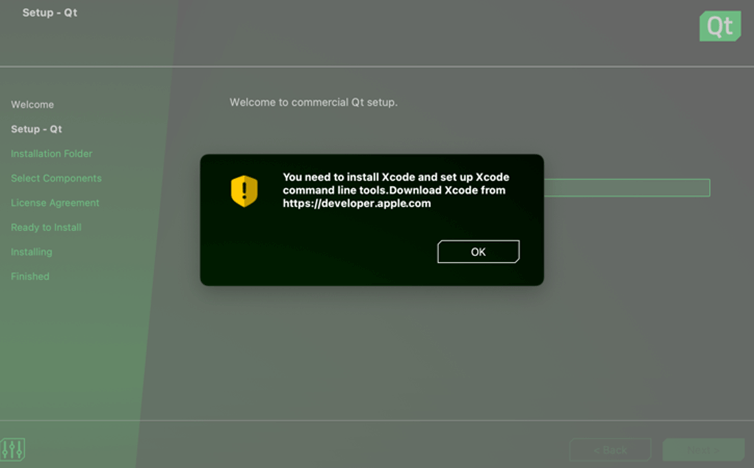 Setup - Qt
Qt
Welcome to commercial Qt setup.
Welcome
Setup - Qt
Installation Folder
Select Components
License Agreement
Ready to Install
Installing
Finished
You need to install Xcode and set up Xcode
command line tools.Download Xcode from
https://developer.apple.com
OK
< Back